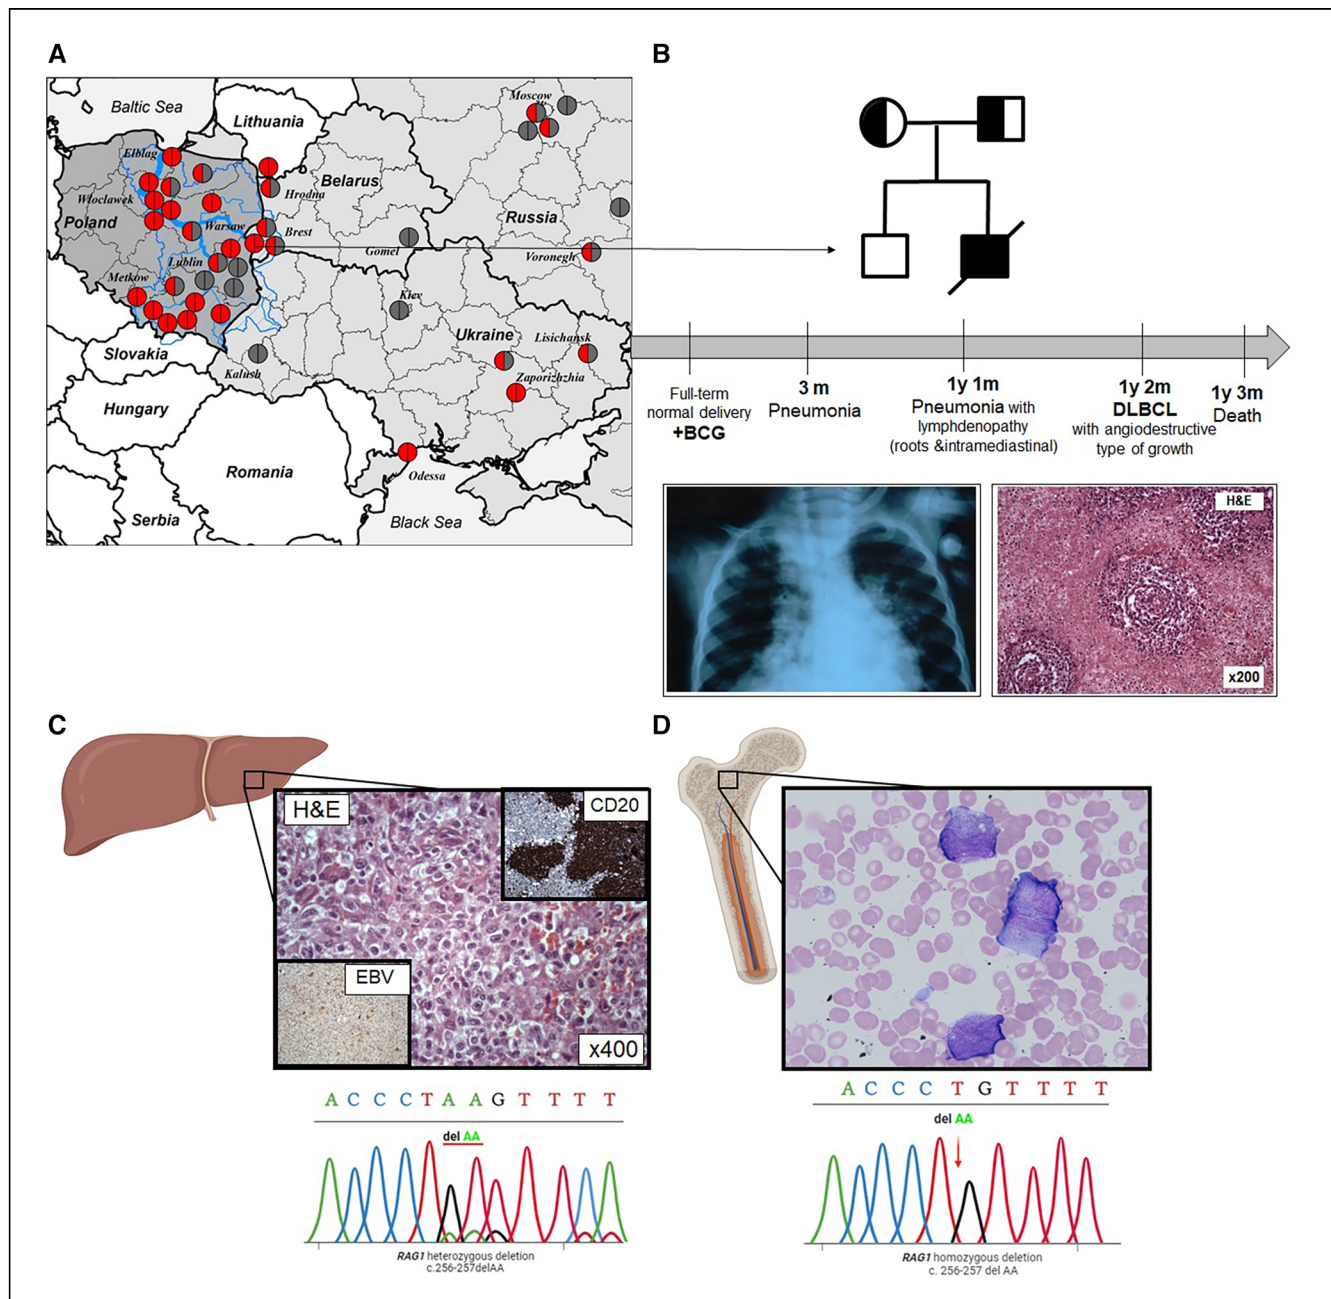 A
Baltic Sea
Lithuania
Moscow
Elblag
Belarus
Hrodna
Wloclawek
Poland
Warsaw
Brest
Russia
Gomel
Voronegh
Lublin
Metkow
Kiev
Ukraine
Lisichansk
Slovakia
Kalush
Zaporizhzhia
Hungary
Romania
Odessa
Serbia
Black Sea
B
Full-term
normal delivery
+BCG
3 m
Pneumonia
1y 1m
Pneumonia with
lymphdenopathy
(roots &intramediastinal)
1y 2m
DLBCL
with angiodestructive
type of growth
1y 3m
Death
H&E
x200
C
H&E
CD20
EBV
x400
A C C C T A A G T T T T
del AA
RAG1 heterozygous deletion
c.256-257delAA
D
A C C C T G T T T T
del AA
RAG1 homozygous deletion
c. 256-257 del AA